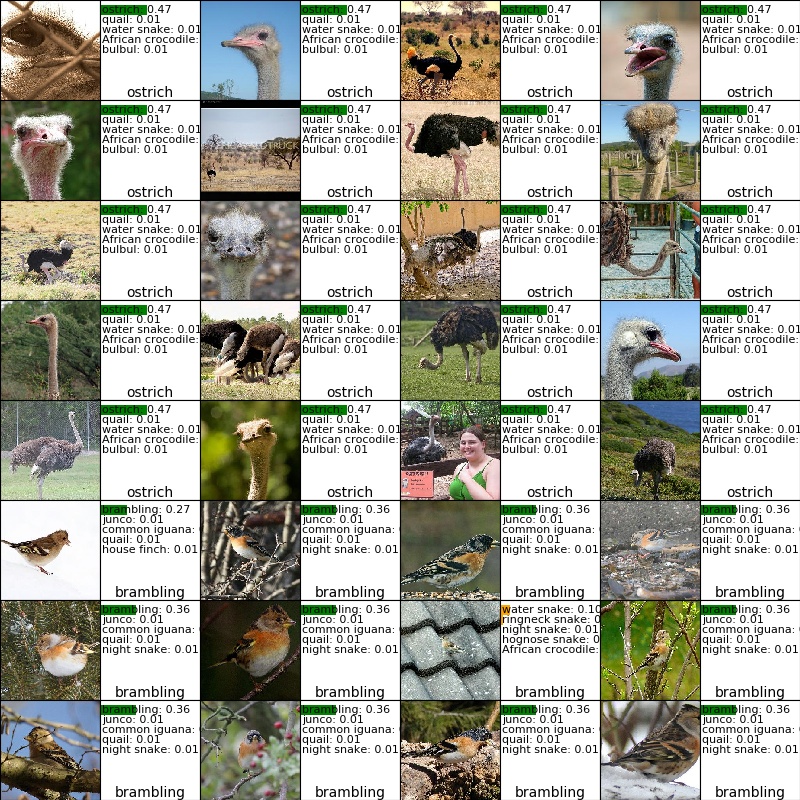 ostrich: 0.47
quail: 0.01
water snake: 0.01
African crocodile:
bulbul: 0.01
ostrich
ostrich: 0.47
quail: 0.01
water snake: 0.01
African crocodile:
bulbul: 0.01
ostrich
ostrich: 0.47
quail: 0.01
water snake: 0.01
African crocodile:
bulbul: 0.01
ostrich
ostrich: 0.47
quail: 0.01
water snake: 0.01
African crocodile:
bulbul: 0.01
ostrich
ostrich: 0.47
quail: 0.01
water snake: 0.01
African crocodile:
bulbul: 0.01
ostrich
ostrich: 0.47
quail: 0.01
water snake: 0.01
African crocodile:
bulbul: 0.01
ostrich
ostrich: 0.47
quail: 0.01
water snake: 0.01
African crocodile:
bulbul: 0.01
ostrich
ostrich: 0.47
quail: 0.01
water snake: 0.01
African crocodile:
bulbul: 0.01
ostrich
ostrich: 0.47
quail: 0.01
water snake: 0.01
African crocodile:
bulbul: 0.01
ostrich
ostrich: 0.47
quail: 0.01
water snake: 0.01
African crocodile:
bulbul: 0.01
ostrich
ostrich: 0.47
quail: 0.01
water snake: 0.01
African crocodile:
bulbul: 0.01
ostrich
ostrich: 0.47
quail: 0.01
water snake: 0.01
African crocodile:
bulbul: 0.01
ostrich
ostrich: 0.47
quail: 0.01
water snake: 0.01
African crocodile:
bulbul: 0.01
ostrich
ostrich: 0.47
quail: 0.01
water snake: 0.01
African crocodile:
bulbul: 0.01
ostrich
ostrich: 0.47
quail: 0.01
water snake: 0.01
African crocodile:
bulbul: 0.01
ostrich
ostrich: 0.47
quail: 0.01
water snake: 0.01
African crocodile:
bulbul: 0.01
ostrich
ostrich: 0.47
quail: 0.01
water snake: 0.01
African crocodile:
bulbul: 0.01
ostrich
ostrich: 0.47
quail: 0.01
water snake: 0.01
African crocodile:
bulbul: 0.01
ostrich
ostrich: 0.47
quail: 0.01
water snake: 0.01
African crocodile:
bulbul: 0.01
ostrich
ostrich: 0.47
quail: 0.01
water snake: 0.01
African crocodile:
bulbul: 0.01
ostrich
brambling: 0.27
junco: 0.01
common iguana:
quail: 0.01
house finch: 0.01
brambling
brambling: 0.36
junco: 0.01
common iguana:
quail: 0.01
night snake: 0.01
brambling
brambling: 0.36
junco: 0.01
common iguana:
quail: 0.01
night snake: 0.01
brambling
brambling: 0.36
junco: 0.01
common iguana:
quail: 0.01
night snake: 0.01
brambling
brambling: 0.36
junco: 0.01
common iguana:
quail: 0.01
night snake: 0.01
brambling
brambling: 0.36
junco: 0.01
common iguana:
quail: 0.01
night snake: 0.01
brambling
water snake: 0.10
ringneck snake: 0
night snake: 0.01
hognose snake: 0
African crocodile:
brambling
brambling: 0.36
junco: 0.01
common iguana:
quail: 0.01
night snake: 0.01
brambling
brambling: 0.36
junco: 0.01
common iguana:
quail: 0.01
night snake: 0.01
brambling
brambling: 0.36
junco: 0.01
common iguana:
quail: 0.01
night snake: 0.01
brambling
brambling: 0.36
junco: 0.01
common iguana:
quail: 0.01
night snake: 0.01
brambling
brambling: 0.36
junco: 0.01
common iguana:
quail: 0.01
night snake: 0.01
brambling